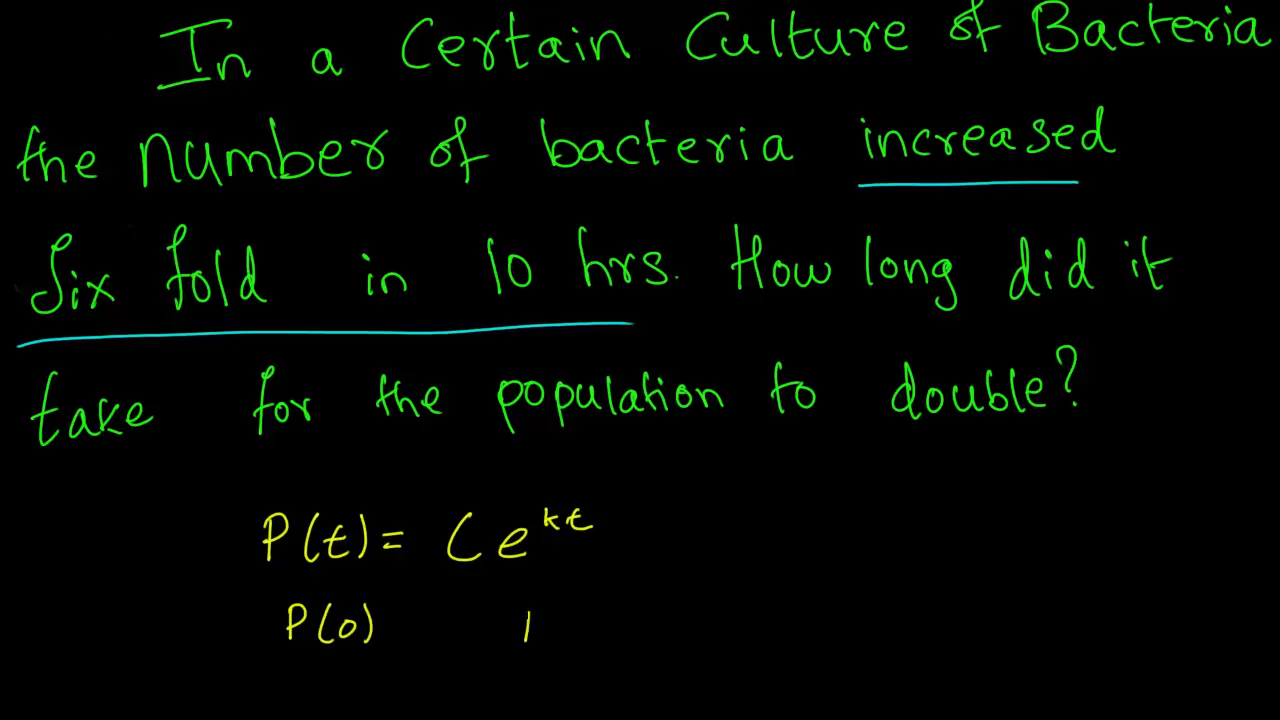 In a Certain Culture of Bacteria
the number of bacteria increased
Six fold in 10 hrs. How long did it
take for the population to double?
P(t) = C e^kt
P(0)